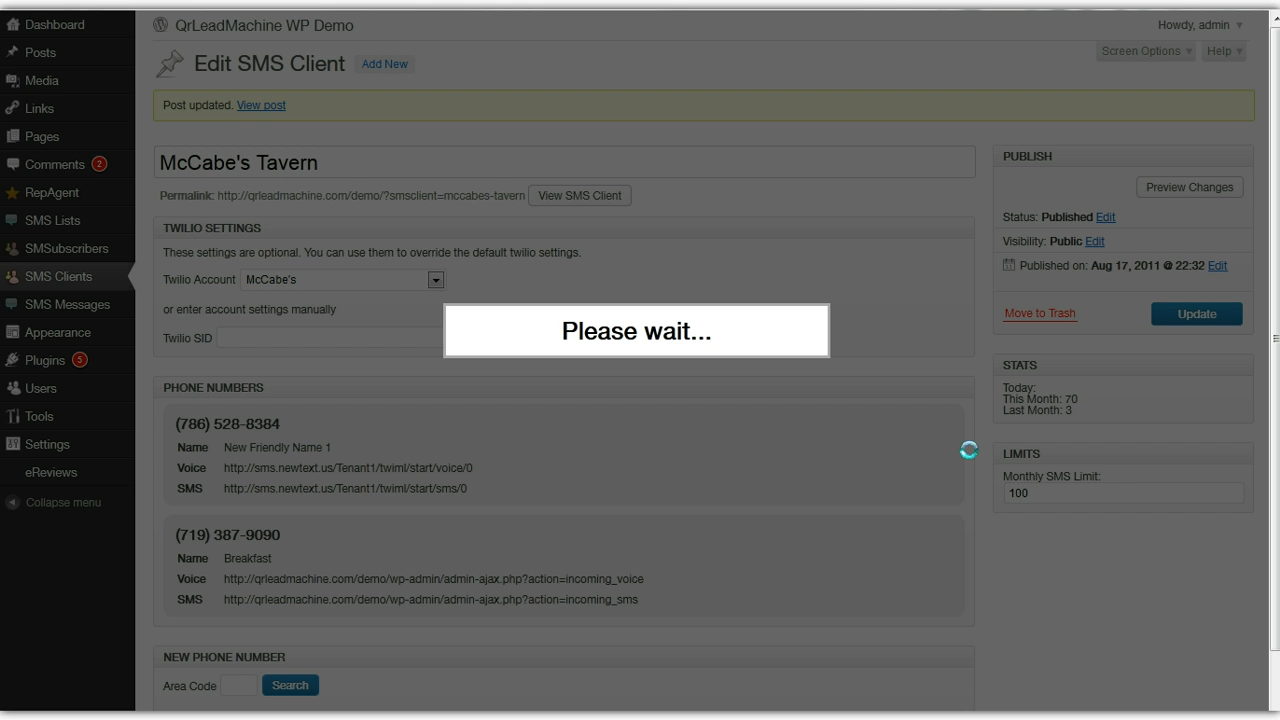 Dashboard
Posts
Media
Links
Pages
Comments 2
RepAgent
SMS Lists
SMSubscribers
SMS Clients
SMS Messages
Appearance
Plugins 5
Users
Tools
Settings
eReviews
Collapse menu
QrLeadMachine WP Demo
Howdy, admin
Edit SMS Client Add New
Screen Options Help
Post updated. View post
McCabe's Tavern
Permalink: http://qrleadmachine.com/demo/?smsclient=mccabes-tavern View SMS Client
TWILIO SETTINGS
These settings are optional. You can use them to override the default twilio settings.
Twilio Account McCabe's
or enter account settings manually
Twilio SID
Please wait...
PHONE NUMBERS
(786) 528-8384
Name New Friendly Name 1
Voice http://sms.newtext.us/Tenant1/twiml/start/voice/0
SMS http://sms.newtext.us/Tenant1/twiml/start/sms/0
(719) 387-9090
Name Breakfast
Voice http://qrleadmachine.com/demo/wp-admin/admin-ajax.php?action=incoming_voice
SMS http://qrleadmachine.com/demo/wp-admin/admin-ajax.php?action=incoming_sms
NEW PHONE NUMBER
Area Code Search
PUBLISH
Preview Changes
Status: Published Edit
Visibility: Public Edit
Published on: Aug 17, 2011 @ 22:32 Edit
Move to Trash Update
STATS
Today:
This Month: 70
Last Month: 3
LIMITS
Monthly SMS Limit:
100